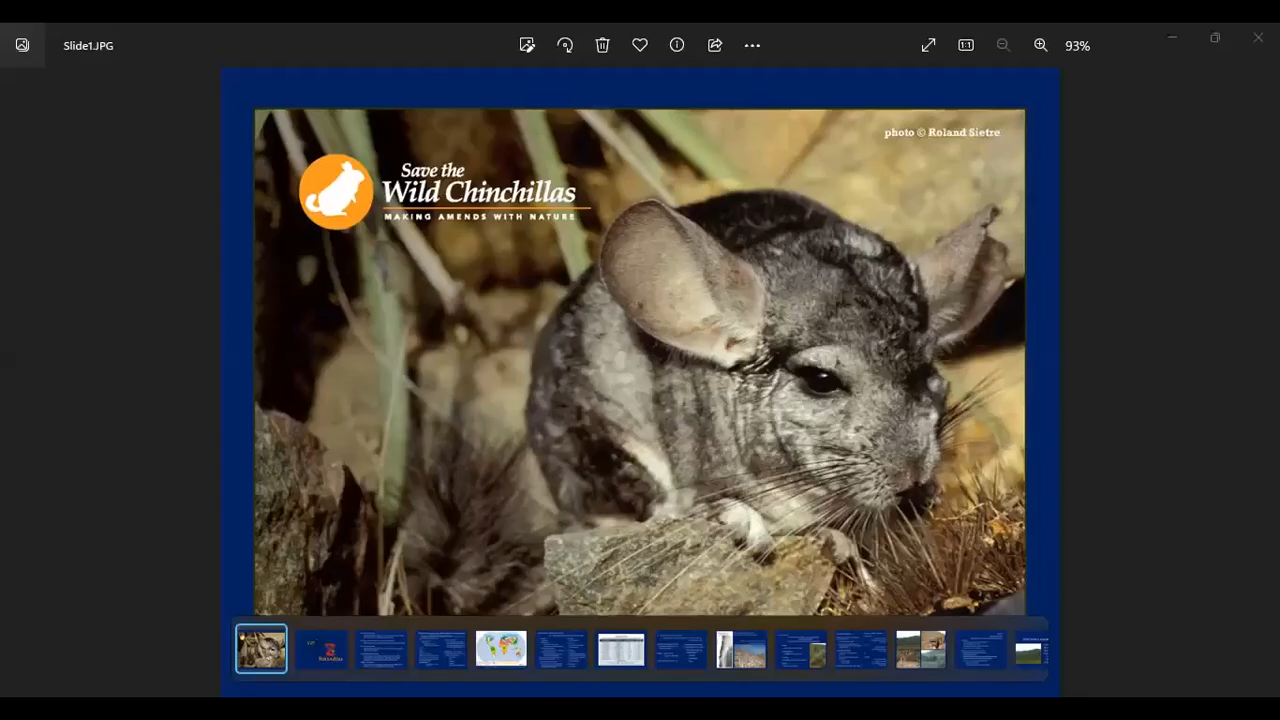 Slide1.JPG
93%
photo © Roland Sietre
Save the
Wild Chinchillas
MAKING AMENDS WITH NATURE